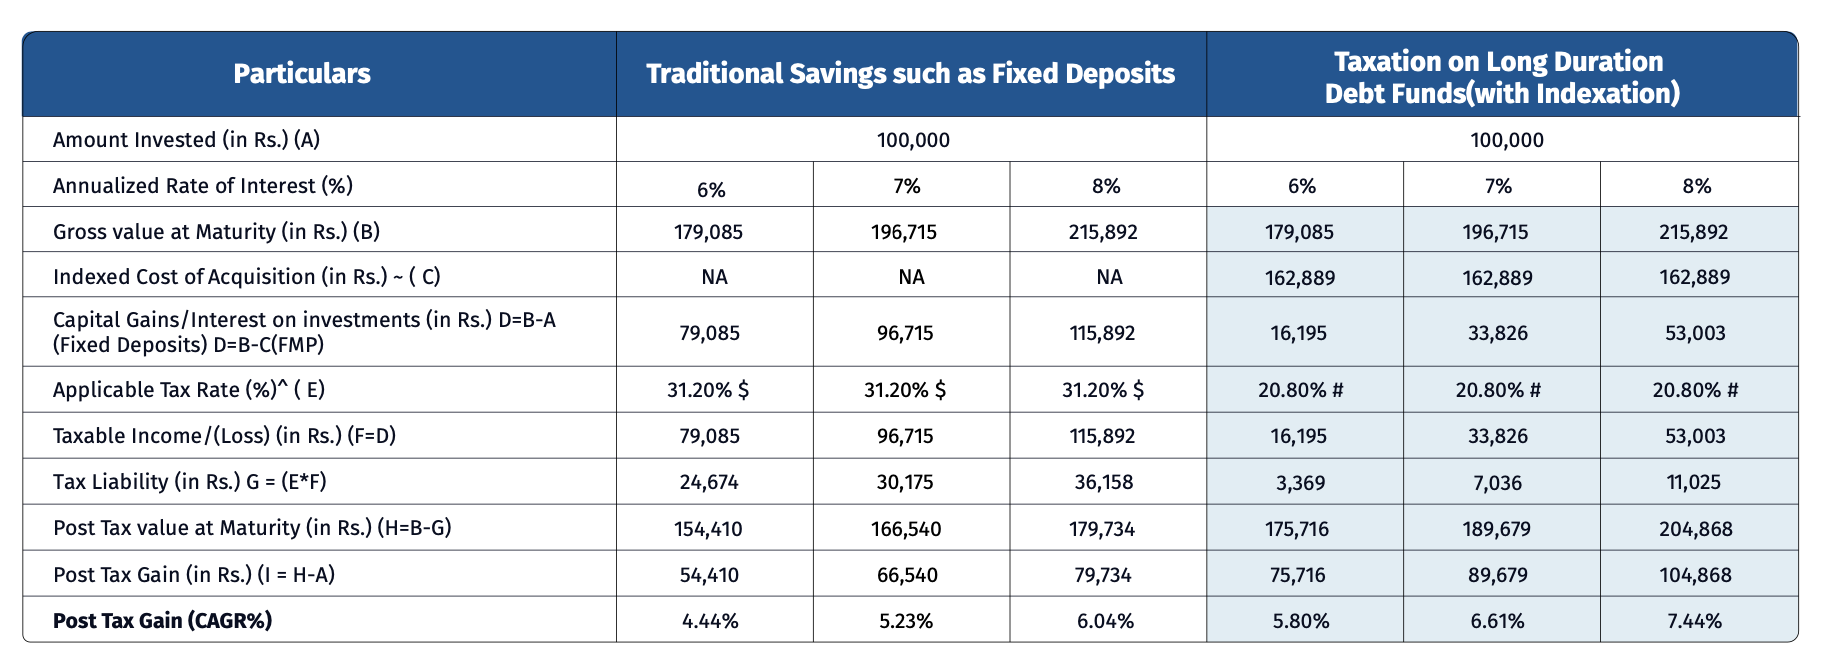 Particulars Traditional Savings such as Fixed Deposits Taxation on Long Duration
Debt Funds(with Indexation)
Amount Invested (in Rs.) (A) 100,000 100,000
Annualized Rate of Interest (%) 6% 7% 8% 6% 7% 8%
Gross value at Maturity (in Rs.) (B) 179,085 196,715 215,892 179,085 196,715 215,892
Indexed Cost of Acquisition (in Rs.) ~ ( C) NA NA NA 162,889 162,889 162,889
Capital Gains/Interest on investments (in Rs.) D=B-A
(Fixed Deposits) D=B-C(FMP) 79,085 96,715 115,892 16,195 33,826 53,003
Applicable Tax Rate (%)^ ( E) 31.20% $ 31.20% $ 31.20% $ 20.80% # 20.80% # 20.80% #
Taxable Income/(Loss) (in Rs.) (F=D) 79,085 96,715 115,892 16,195 33,826 53,003
Tax Liability (in Rs.) G = (E*F) 24,674 30,175 36,158 3,369 7,036 11,025
Post Tax value at Maturity (in Rs.) (H=B-G) 154,410 166,540 179,734 175,716 189,679 204,868
Post Tax Gain (in Rs.) (I = H-A) 54,410 66,540 79,734 75,716 89,679 104,868
Post Tax Gain (CAGR%) 4.44% 5.23% 6.04% 5.80% 6.61% 7.44%